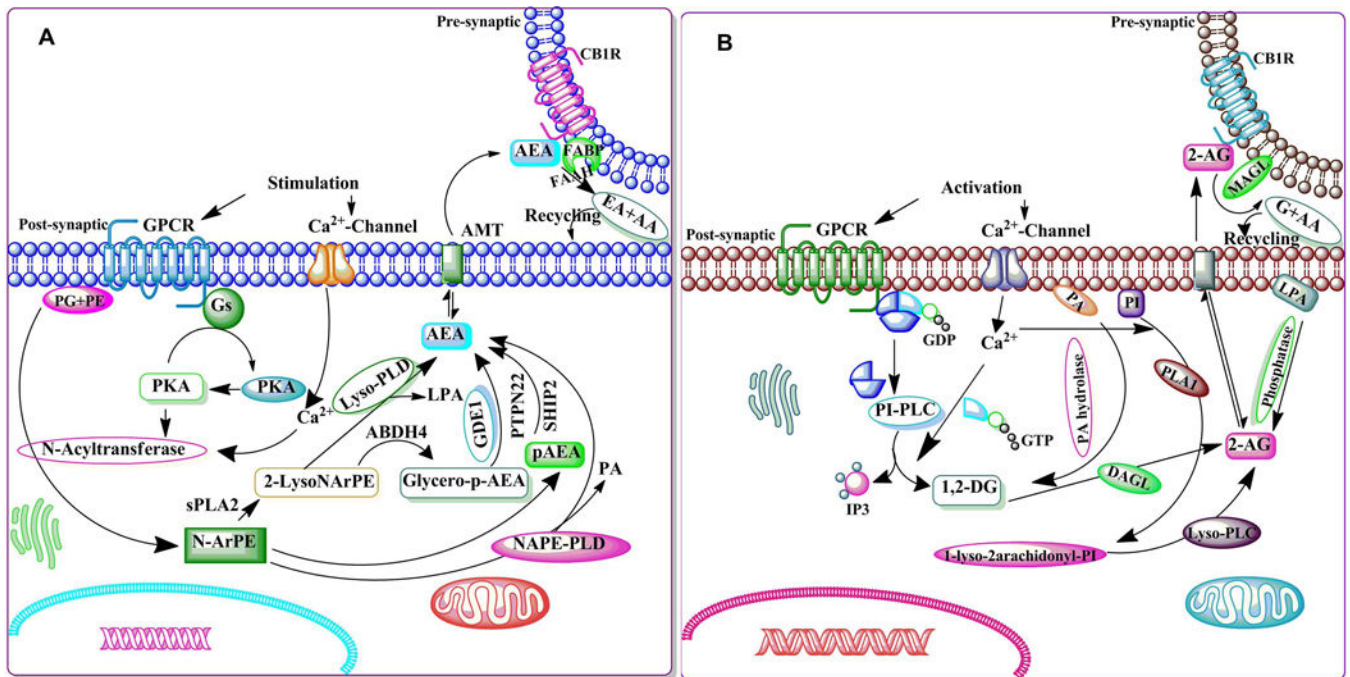 A
Pre-synaptic
CB1R
AEA
FABP
FAAH
EA+AA
Recycling
Stimulation
Post-synaptic
GPCR
Ca2+-Channel
AMT
PG+PE
Gs
AEA
PKA
PKA
Lyso-PLD
LPA
Ca2+
GDE1
PTPN22
SHIP2
N-Acyltransferase
ABDH4
pAEA
2-LysoNArPE
Glycero-p-AEA
PA
sPLA2
N-ArPE
NAPE-PLD
B
Pre-synaptic
CB1R
2-AG
MAGL
G+AA
Recycling
Activation
Post-synaptic
GPCR
Ca2+-Channel
PA
PI
LPA
GDP
Ca2+
PLA1
Phosphatase
PI-PLC
GTP
PA hydrolase
2-AG
IP3
1,2-DG
DAGL
Lyso-PLC
1-lyso-2arachidonyl-PI